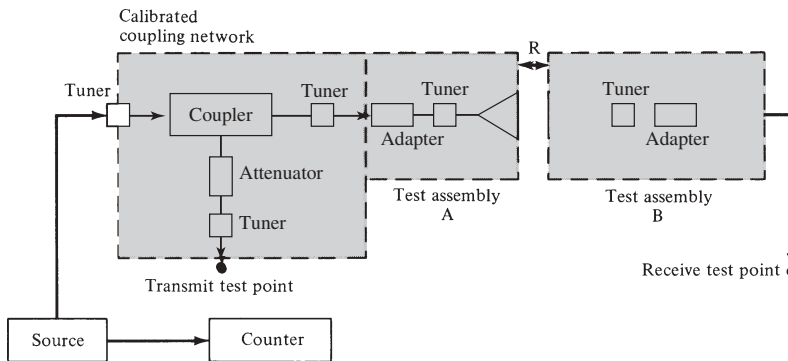 Calibrated
coupling network
R
Tuner
Tuner
Tuner
Tuner
Coupler
Adapter
Adapter
Attenuator
Test assembly
A
Test assembly
B
Tuner
Receive test point
Transmit test point
Source
Counter